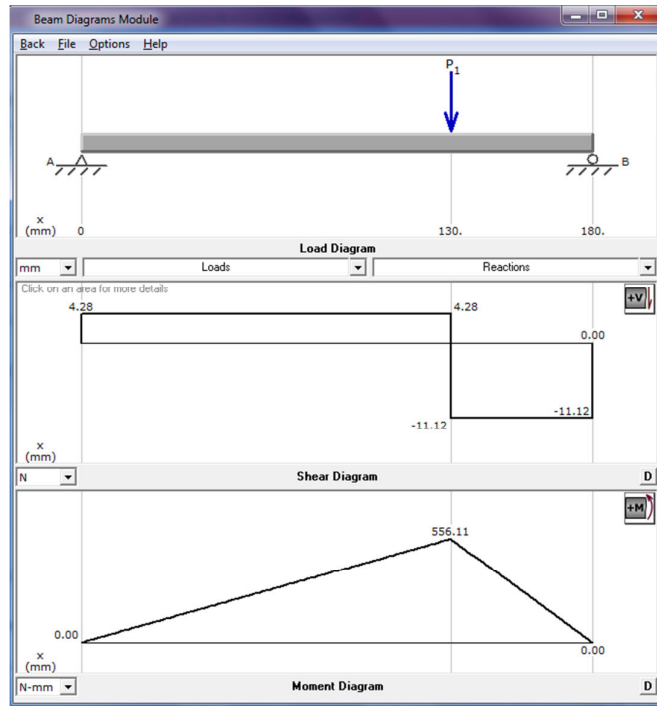 Beam Diagrams Module
Back File Options Help
P1
A
B
x
(mm) 0 130. 180.
Load Diagram
mm Loads Reactions
Click on an area for more details
4.28 4.28 +V
0.00
-11.12 -11.12
x
(mm)
N Shear Diagram D
+M
556.11
0.00 0.00
x
(mm)
N-mm Moment Diagram D